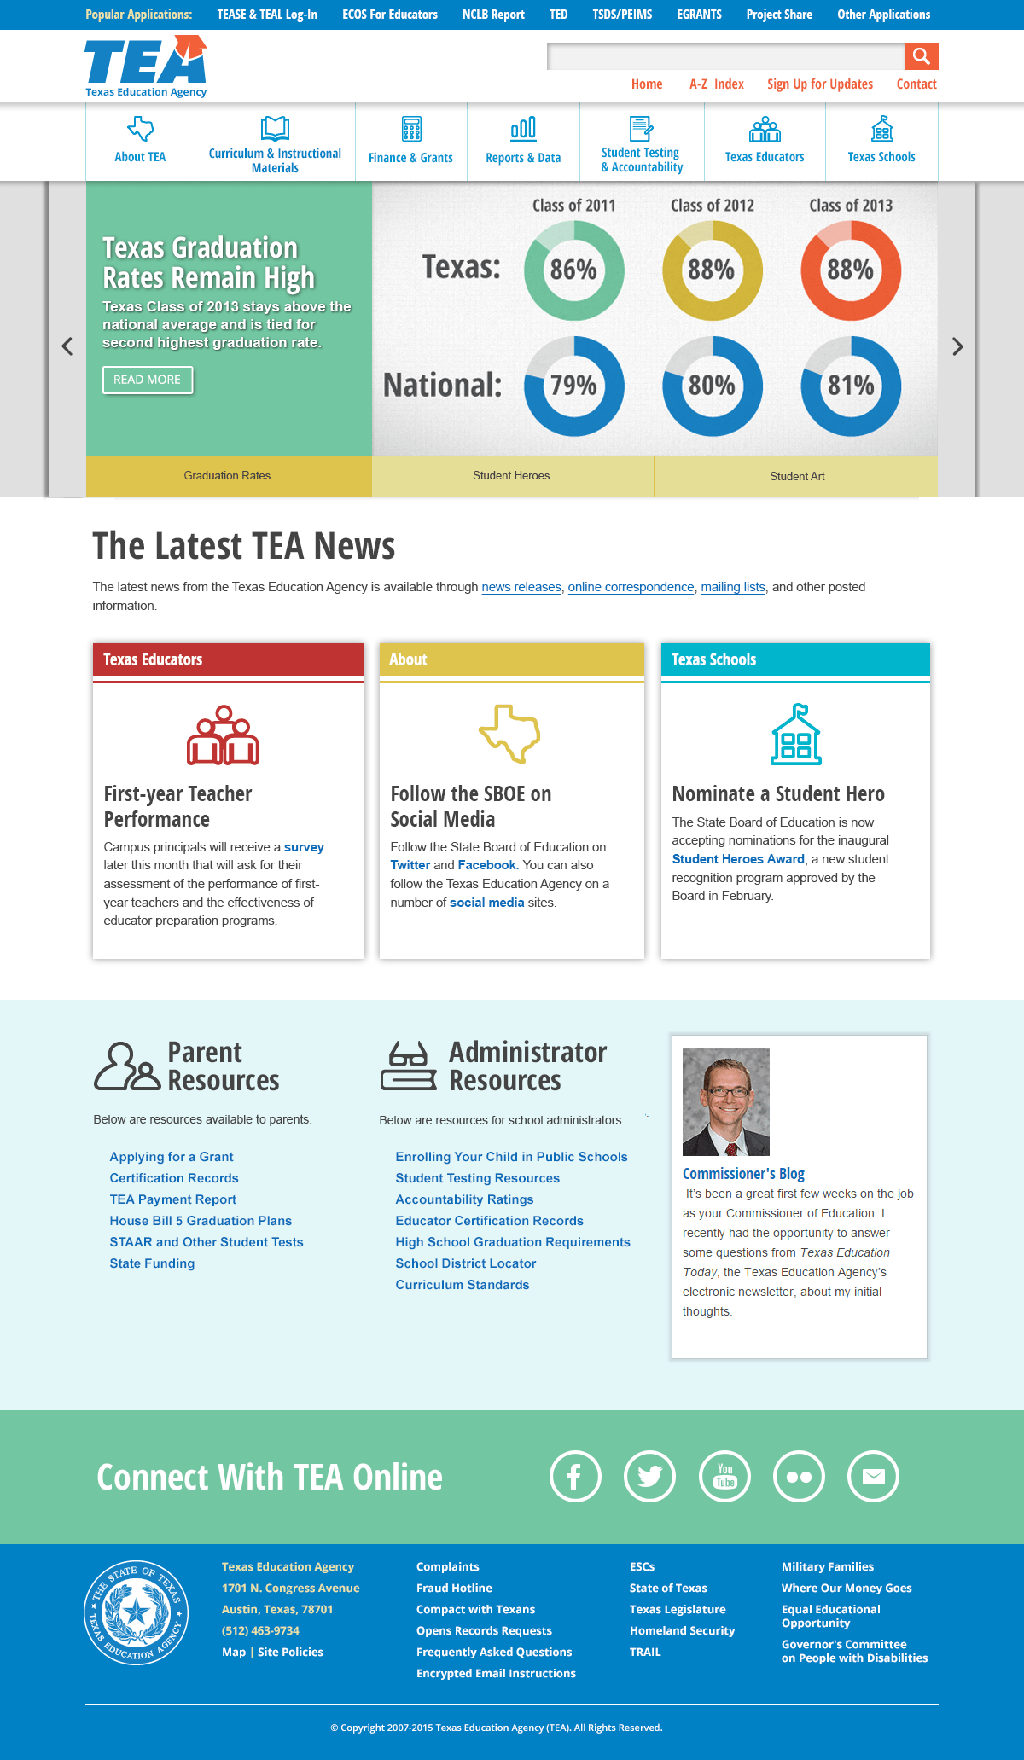 Popular Applications: TEASE & TEAL Log-In ECOS For Educators NCLB Report TED TSDS/PEIMS EGRANTS Project Share Other Applications
TEA
Texas Education Agency
Home A-Z Index Sign Up for Updates Contact
About TEA
Curriculum & Instructional
Materials
Finance & Grants
Reports & Data
Student Testing
& Accountability
Texas Educators
Texas Schools
Texas Graduation
Rates Remain High
Texas Class of 2013 stays above the
national average and is tied for
second highest graduation rate.
READ MORE
Class of 2011 Class of 2012 Class of 2013
Texas: 86% 88% 88%
National: 79% 80% 81%
Graduation Rates Student Heroes Student Art
The Latest TEA News
The latest news from the Texas Education Agency is available through news releases, online correspondence, mailing lists, and other posted
information.
Texas Educators
First-year Teacher
Performance
Campus principals will receive a survey
later this month that will ask for their
assessment of the performance of first-
year teachers and the effectiveness of
educator preparation programs.
About
Follow the SBOE on
Social Media
Follow the State Board of Education on
Twitter and Facebook. You can also
follow the Texas Education Agency on a
number of social media sites.
Texas Schools
Nominate a Student Hero
The State Board of Education is now
accepting nominations for the inaugural
Student Heroes Award, a new student
recognition program approved by the
Board in February.
Parent
Resources
Below are resources available to parents.
Applying for a Grant
Certification Records
TEA Payment Report
House Bill 5 Graduation Plans
STAAR and Other Student Tests
State Funding
Administrator
Resources
Below are resources for school administrators
Enrolling Your Child in Public Schools
Student Testing Resources
Accountability Ratings
Educator Certification Records
High School Graduation Requirements
School District Locator
Curriculum Standards
Commissioner's Blog
It's been a great first few weeks on the job
as your Commissioner of Education. I
recently had the opportunity to answer
some questions from Texas Education
Today, the Texas Education Agency's
electronic newsletter, about my initial
thoughts.
Connect With TEA Online
You
Tube
THE STATE OF TEXAS
TEXAS EDUCATION AGENCY
Texas Education Agency
1701 N. Congress Avenue
Austin, Texas, 78701
(512) 463-9734
Map | Site Policies
Complaints
Fraud Hotline
Compact with Texans
Opens Records Requests
Frequently Asked Questions
Encrypted Email Instructions
ESCs
State of Texas
Texas Legislature
Homeland Security
TRAIL
Military Families
Where Our Money Goes
Equal Educational
Opportunity
Governor's Committee
on People with Disabilities
© Copyright 2007-2015 Texas Education Agency (TEA). All Rights Reserved.